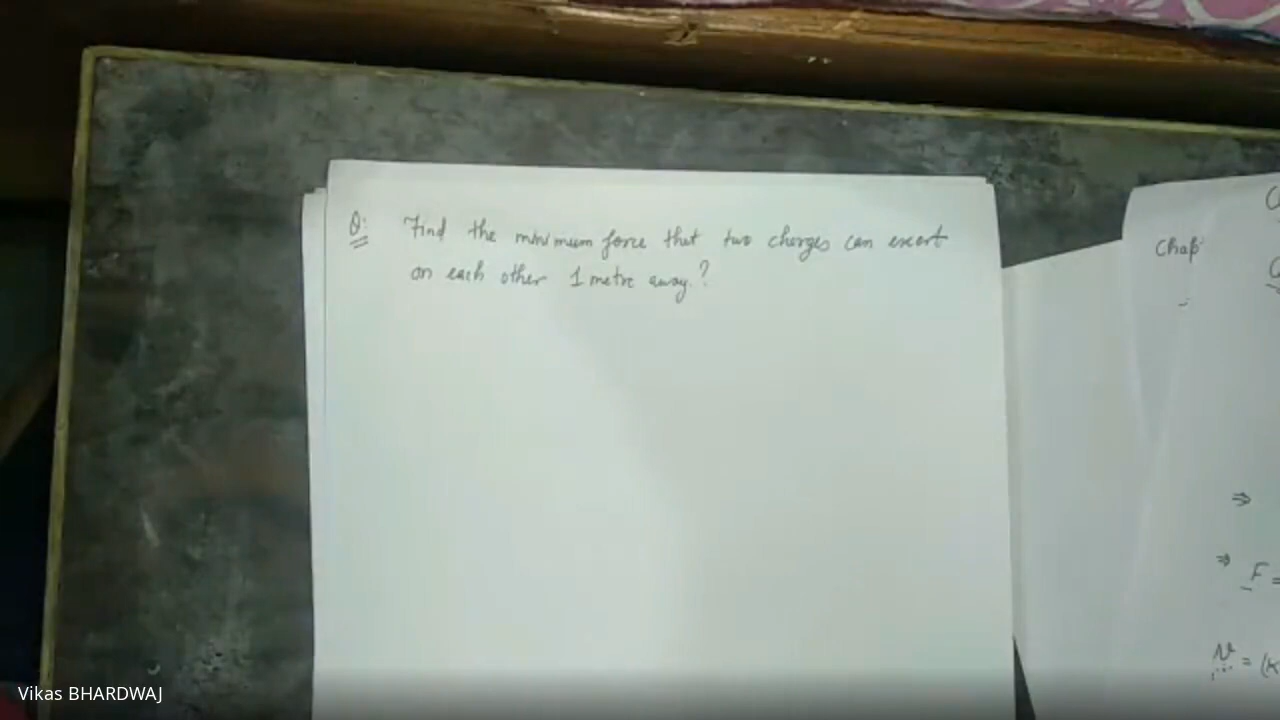 Q: Find the minimum force that two charges can exert
on each other 1 metre away.?
Chap
⇒
⇒ F =
N = (K
Vikas BHARDWAJ